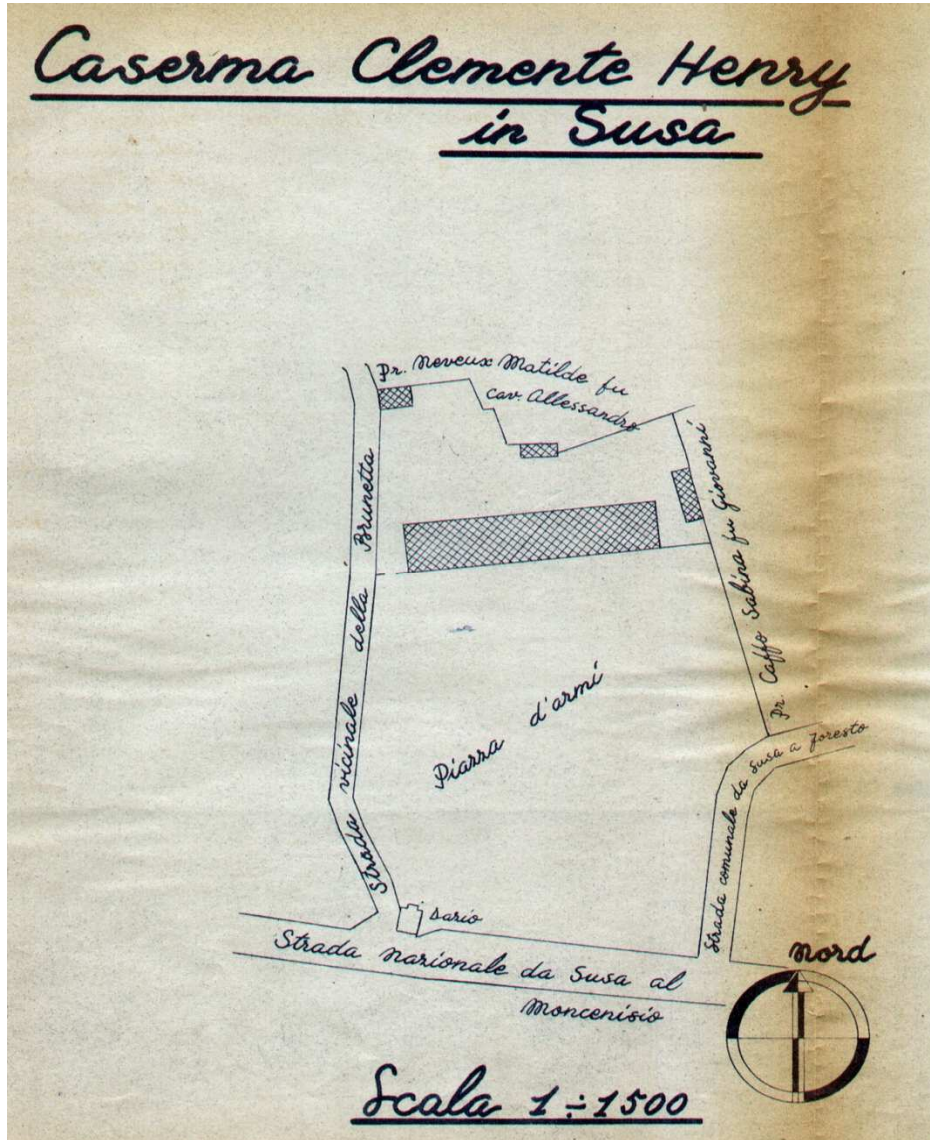 Caserma Clemente Henry
in Susa
Pr. Neveux Matilde fu
Cav. Allessandro
Strada vicinale della Brunetta
Pr. Caffo Sabina fu Giovanni
Piazza d'armi
Strada comunale da Susa a Foresto
Dario
Strada nazionale da Susa al
Moncenisio
nord
Scala 1÷1500